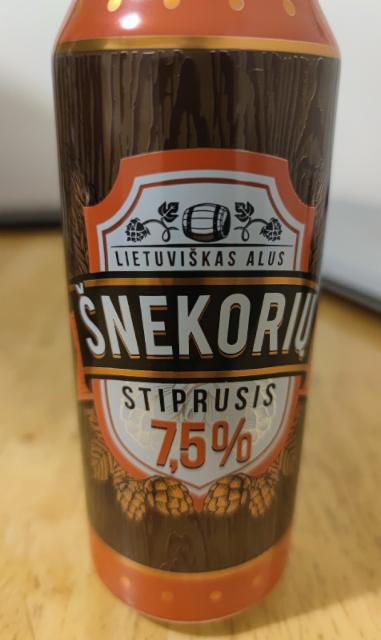 LIETUVIŠKAS ALUS
ŠNEKORIŲ
STIPRUSIS
7,5%